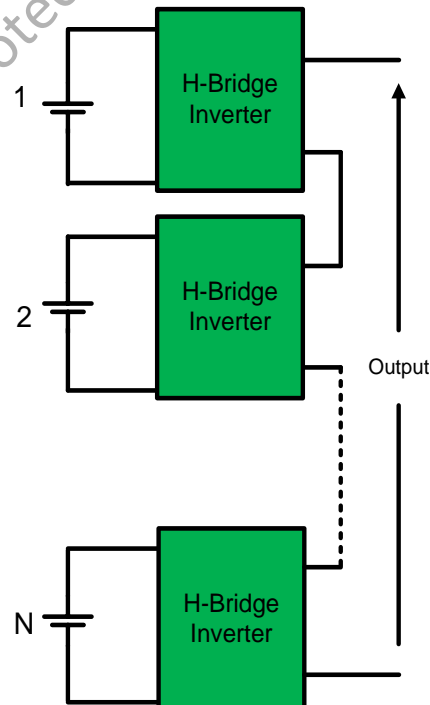 1
H-Bridge
Inverter
2
H-Bridge
Inverter
Output
N
H-Bridge
Inverter